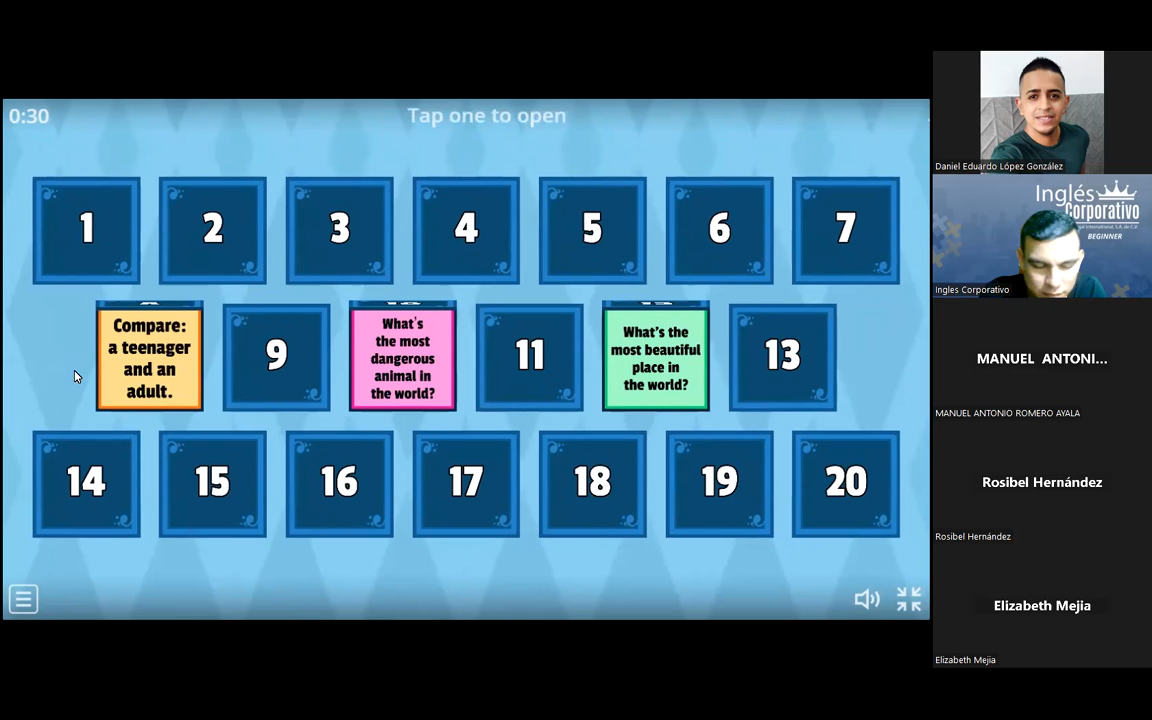 0:30
Tap one to open
1
2
3
4
5
6
7
Compare:
a teenager
and an
adult.
9
What's
the most
dangerous
animal in
the world?
11
What's the
most beautiful
place in
the world?
13
14
15
16
17
18
19
20
Daniel Eduardo López González
Inglés
Corporativo
BEGINNER
Ingles Corporativo
MANUEL ANTONI...
MANUEL ANTONIO ROMERO AYALA
Rosibel Hernández
Rosibel Hernández
Elizabeth Mejia
Elizabeth Mejia